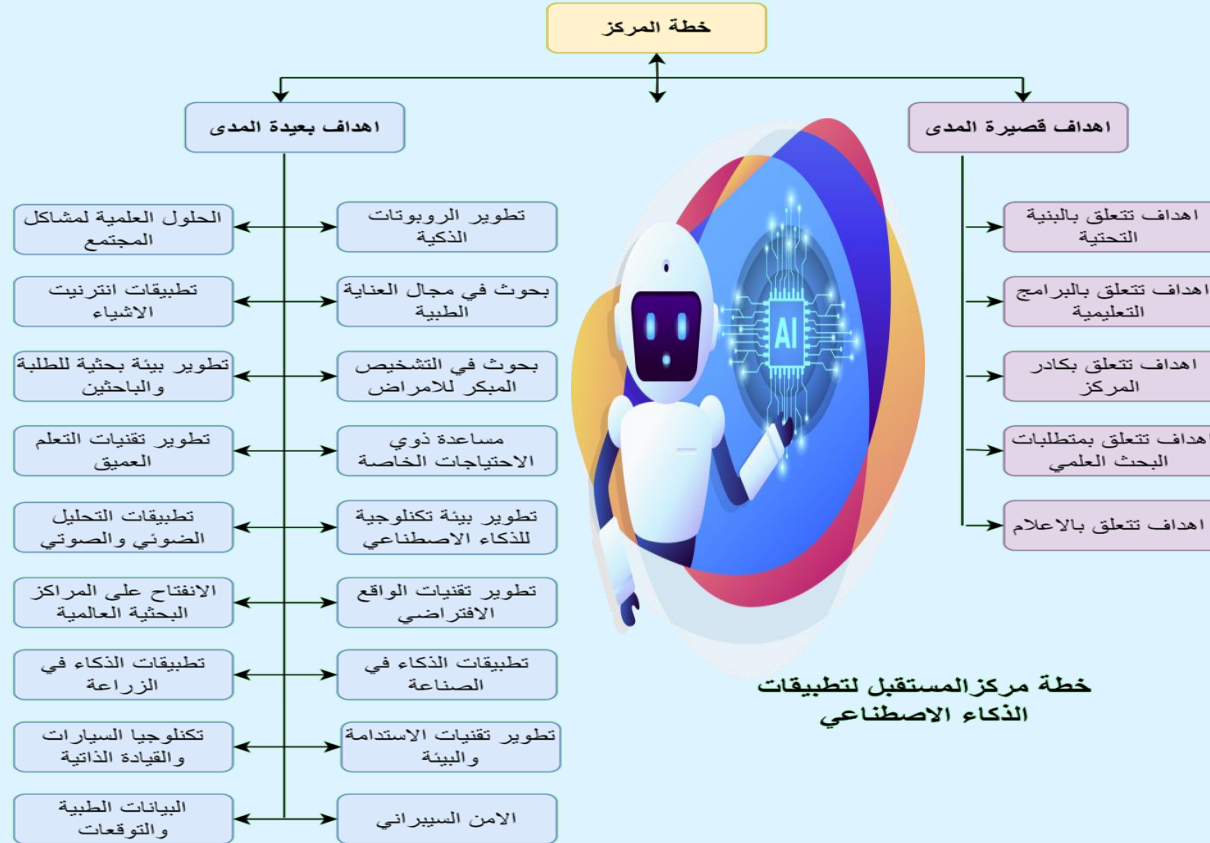 خطة المركز
اهداف قصيرة المدى
اهداف تتعلق بالبنية
التحتية
اهداف تتعلق بالبرامج
التعليمية
اهداف تتعلق بكادر
المركز
اهداف تتعلق بمتطلبات
البحث العلمي
اهداف تتعلق بالاعلام
AI
خطة مركزالمستقبل لتطبيقات
الذكاء الاصطناعي
اهداف بعيدة المدى
تطوير الروبوتات
الذكية
بحوث في مجال العناية
الطبية
بحوث في التشخيص
المبكر للامراض
مساعدة ذوي
الاحتياجات الخاصة
تطوير بيئة تكنلوجية
للذكاء الاصطناعي
تطوير تقنيات الواقع
الافتراضي
تطبيقات الذكاء في
الصناعة
تطوير تقنيات الاستدامة
والبيئة
الامن السيبراني
الحلول العلمية لمشاكل
المجتمع
تطبيقات انترنيت
الاشياء
تطوير بيئة بحثية للطلبة
والباحثين
تطوير تقنيات التعلم
العميق
تطبيقات التحليل
الضوئي والصوتي
الانفتاح على المراكز
البحثية العالمية
تطبيقات الذكاء في
الزراعة
تكنلوجيا السيارات
والقيادة الذاتية
البيانات الطبية
والتوقعات